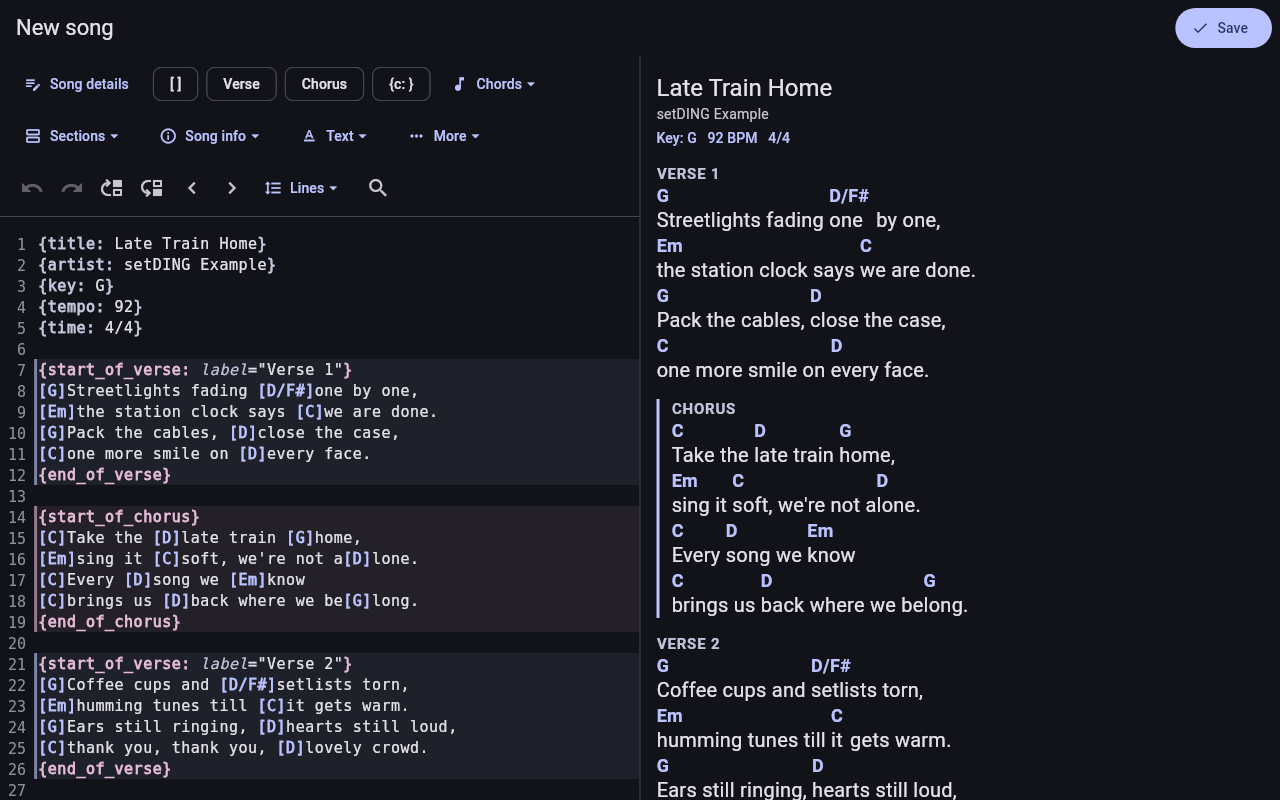 New song
Save
Song details
[ ]
Verse
Chorus
{c: }
Chords
Sections
Song info
Text
More
Lines
1 {title: Late Train Home}
2 {artist: setDING Example}
3 {key: G}
4 {tempo: 92}
5 {time: 4/4}
6
7 {start_of_verse: label="Verse 1"}
8 [G]Streetlights fading [D/F#]one by one,
9 [Em]the station clock says [C]we are done.
10 [G]Pack the cables, [D]close the case,
11 [C]one more smile on [D]every face.
12 {end_of_verse}
13
14 {start_of_chorus}
15 [C]Take the [D]late train [G]home,
16 [Em]sing it [C]soft, we're not a[D]lone.
17 [C]Every [D]song we [Em]know
18 [C]brings us [D]back where we be[G]long.
19 {end_of_chorus}
20
21 {start_of_verse: label="Verse 2"}
22 [G]Coffee cups and [D/F#]setlists torn,
23 [Em]humming tunes till [C]it gets warm.
24 [G]Ears still ringing, [D]hearts still loud,
25 [C]thank you, thank you, [D]lovely crowd.
26 {end_of_verse}
27
Late Train Home
setDING Example
Key: G 92 BPM 4/4
VERSE 1
G D/F#
Streetlights fading one by one,
Em C
the station clock says we are done.
G D
Pack the cables, close the case,
C D
one more smile on every face.
CHORUS
C D G
Take the late train home,
Em C D
sing it soft, we're not alone.
C D Em
Every song we know
C D G
brings us back where we belong.
VERSE 2
G D/F#
Coffee cups and setlists torn,
Em C
humming tunes till it gets warm.
G D
Ears still ringing, hearts still loud,